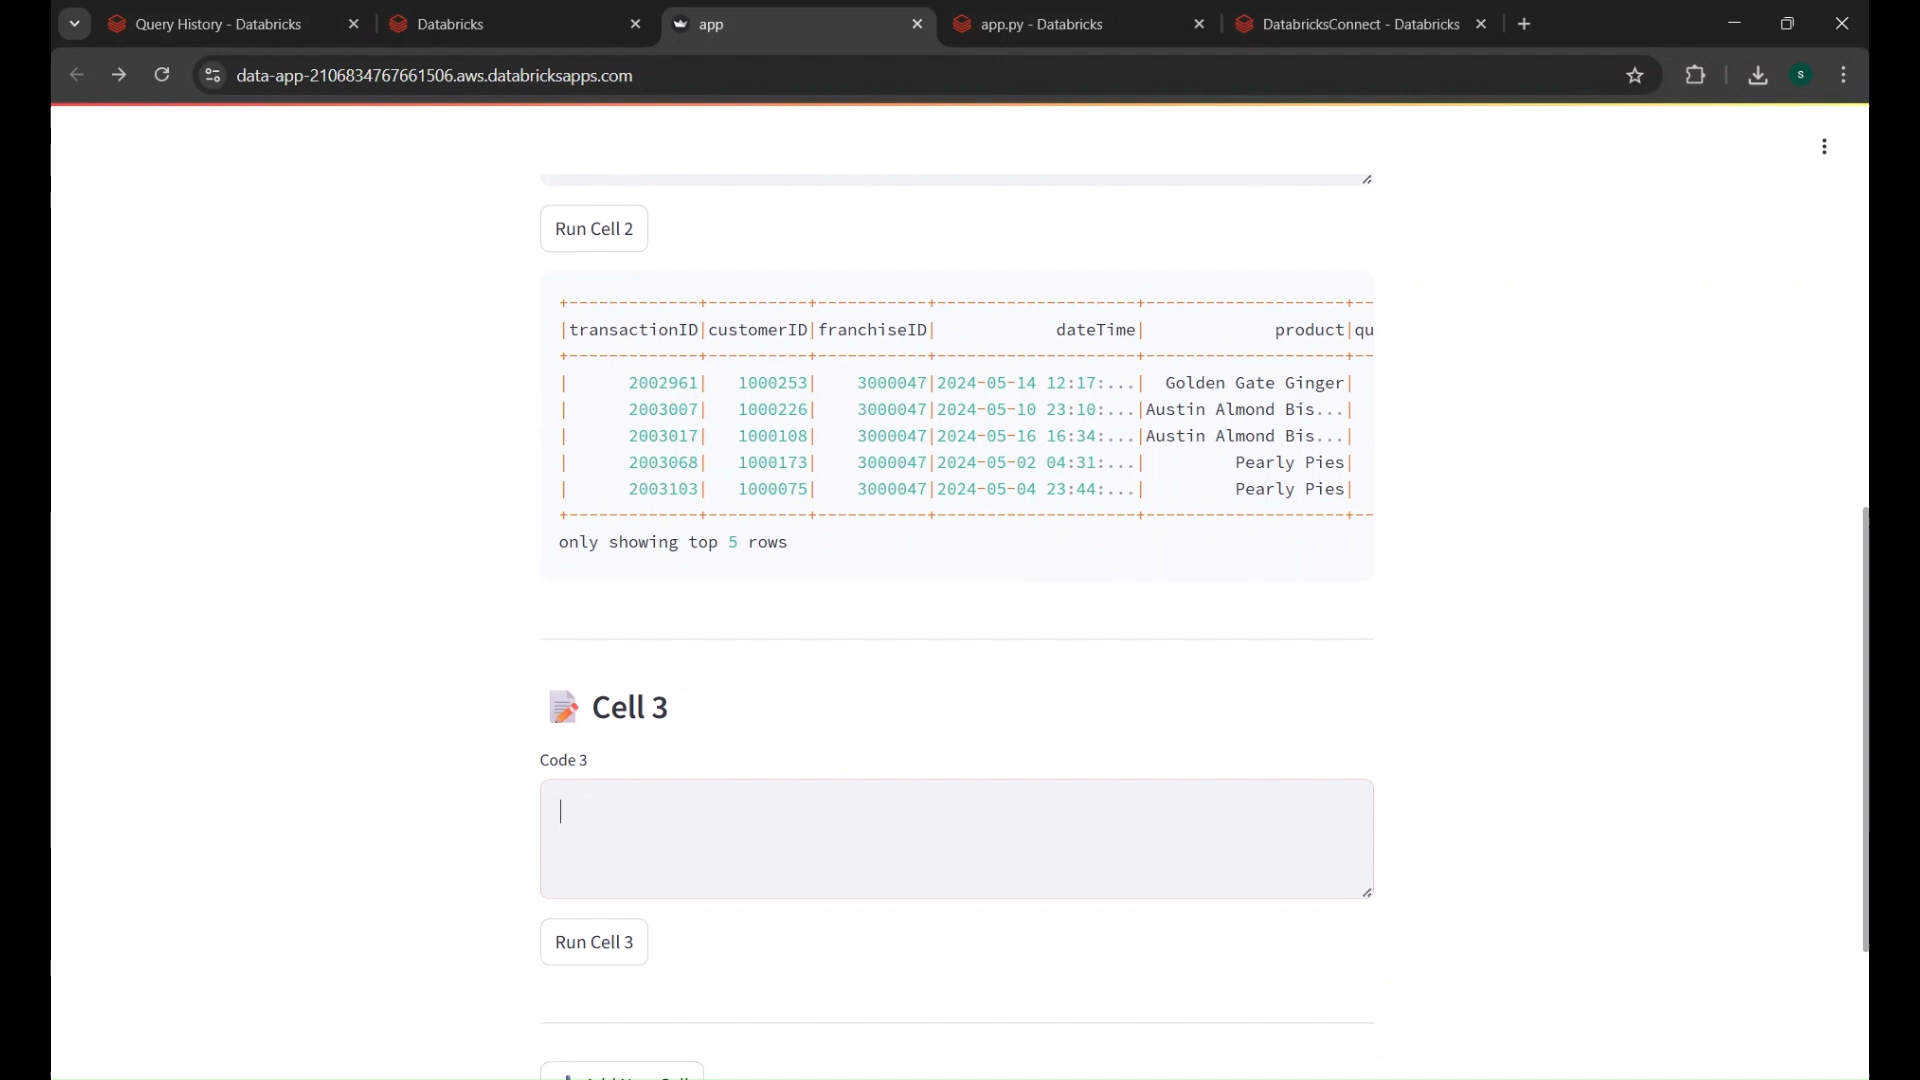 Query History - Databricks
Databricks
app
app.py - Databricks
DatabricksConnect - Databricks
data-app-2106834767661506.aws.databricksapps.com
s
Run Cell 2
+-------------+----------+-----------+--------------------+--------------------+--
|transactionID|customerID|franchiseID|            dateTime|             product|qu
+-------------+----------+-----------+--------------------+--------------------+--
|      2002961|   1000253|    3000047|2024-05-14 12:17:...|  Golden Gate Ginger|
|      2003007|   1000226|    3000047|2024-05-10 23:10:...|Austin Almond Bis...|
|      2003017|   1000108|    3000047|2024-05-16 16:34:...|Austin Almond Bis...|
|      2003068|   1000173|    3000047|2024-05-02 04:31:...|         Pearly Pies|
|      2003103|   1000075|    3000047|2024-05-04 23:44:...|         Pearly Pies|
+-------------+----------+-----------+--------------------+--------------------+--
only showing top 5 rows
Cell 3
Code 3
Run Cell 3